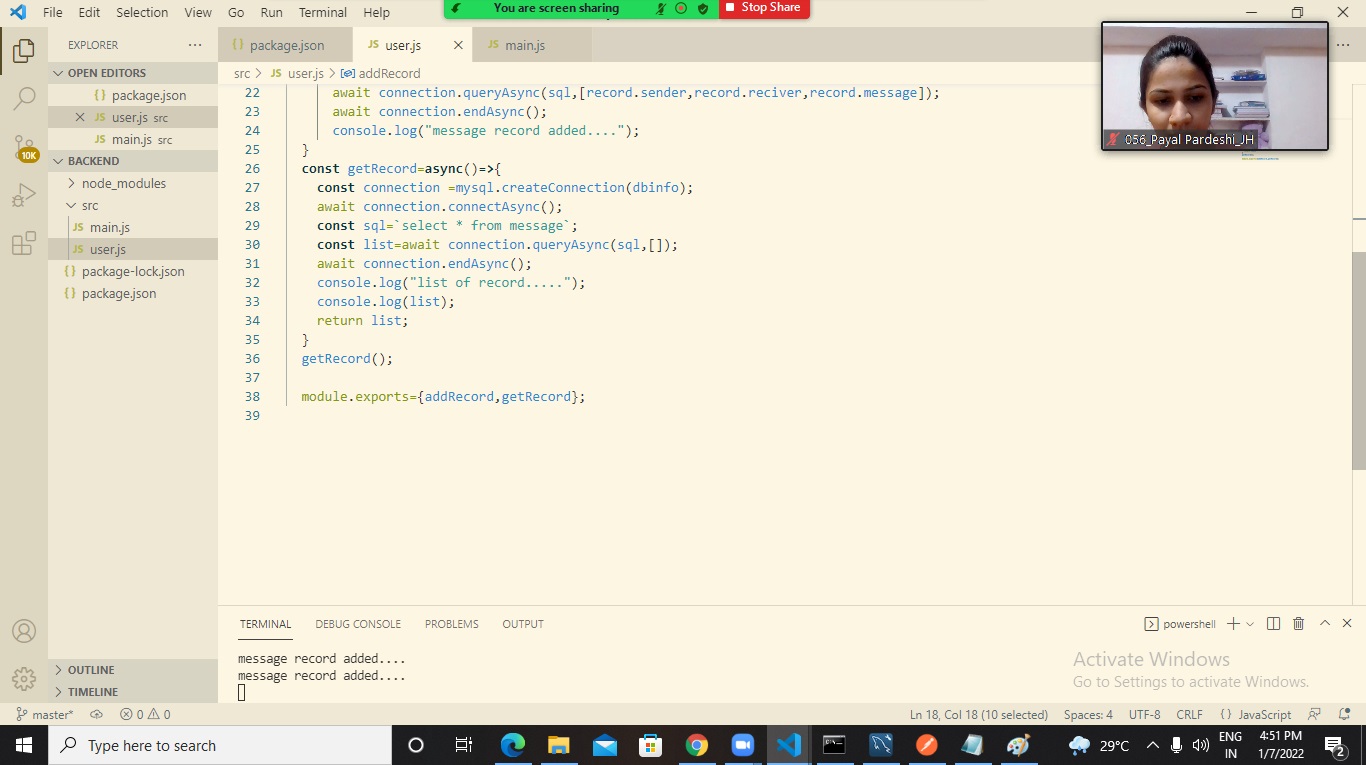 File Edit Selection View Go Run Terminal Help
You are screen sharing Stop Share
EXPLORER
OPEN EDITORS
{} package.json
JS user.js src
JS main.js src
BACKEND
node_modules
src
JS main.js
JS user.js
{} package-lock.json
{} package.json
OUTLINE
TIMELINE
10K
{} package.json JS user.js JS main.js
src > JS user.js > addRecord
22 await connection.queryAsync(sql,[record.sender,record.reciver,record.message]);
23 await connection.endAsync();
24 console.log("message record added....");
25 }
26 const getRecord=async()=>{
27 const connection =mysql.createConnection(dbinfo);
28 await connection.connectAsync();
29 const sql=`select * from message`;
30 const list=await connection.queryAsync(sql,[]);
31 await connection.endAsync();
32 console.log("list of record.....");
33 console.log(list);
34 return list;
35 }
36 getRecord();
37
38 module.exports={addRecord,getRecord};
39
056_Payal Pardeshi_JH
TERMINAL DEBUG CONSOLE PROBLEMS OUTPUT
powershell
message record added....
message record added....
Activate Windows
Go to Settings to activate Windows.
master* 0 0 Ln 18, Col 18 (10 selected) Spaces: 4 UTF-8 CRLF {} JavaScript
Type here to search
29°C
ENG
IN
4:51 PM
1/7/2022
2